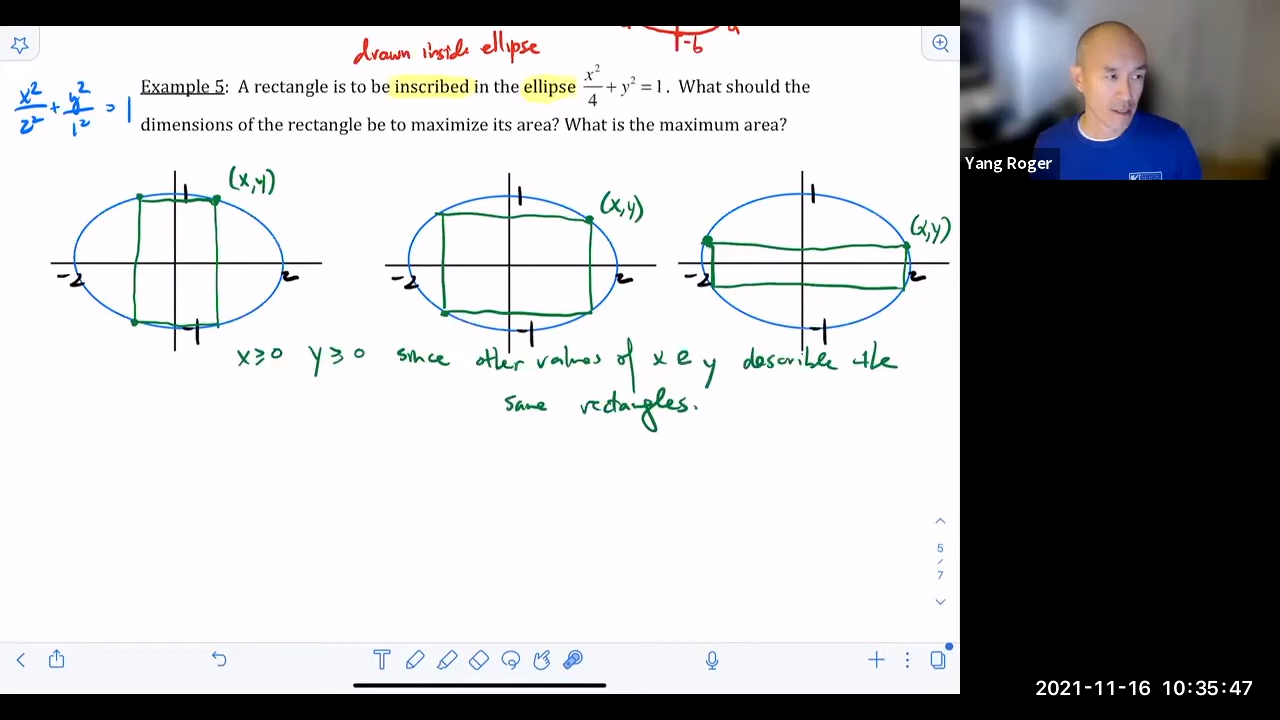 drawn inside ellipse
-b a
Example 5: A rectangle is to be inscribed in the ellipse x²/4 + y² = 1. What should the
dimensions of the rectangle be to maximize its area? What is the maximum area?
x²/2² + y²/1² = 1
(x,y) 1 -2 2 -1
(x,y) 1 -2 2 -1
(x,y) 1 -2 2 -1
x≥0 y≥0 since other values of x e y describe the
same rectangles.
5
/
7
T
Yang Roger
2021-11-16 10:35:47